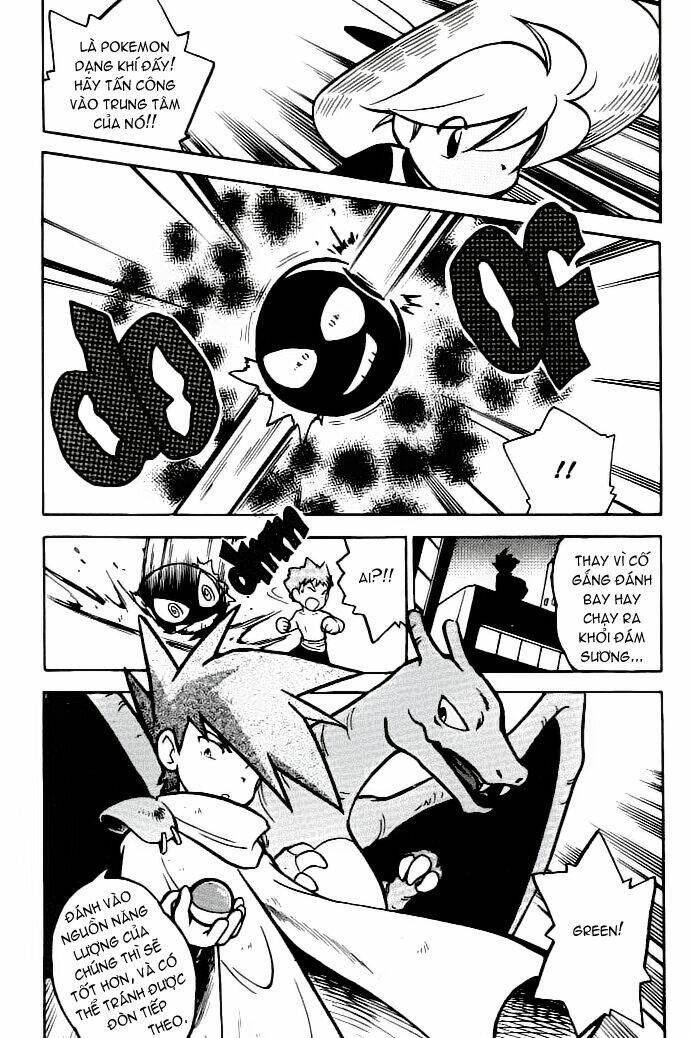 LÀ POKEMON
DẠNG KHÍ ĐẤY!
HÃY TẤN CÔNG
VÀO TRUNG TÂM
CỦA NÓ!!
!!
AI?!!
THAY VÌ CỐ
GẮNG ĐÁNH
BAY HAY
CHẠY RA
KHỎI ĐÁM
SƯƠNG...
GREEN!
ĐÁNH VÀO
NGUỒN NĂNG
LƯỢNG CỦA
CHÚNG THÌ SẼ
TỐT HƠN, VÀ CÓ
THỂ TRÁNH ĐƯỢC
ĐÒN TIẾP
THEO.